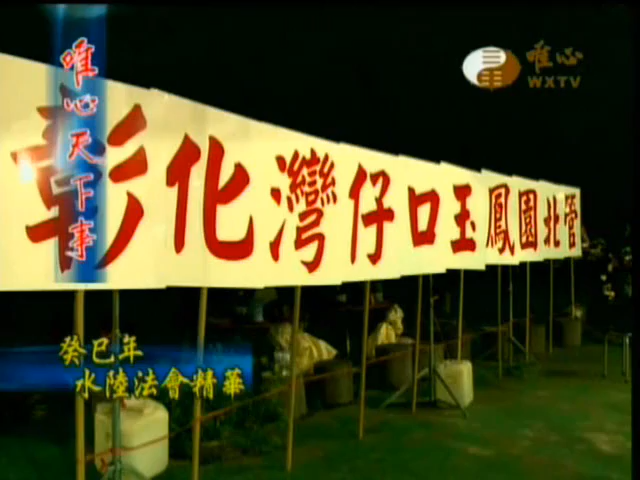 唯心天下事
唯心
WXTV
彰化灣仔口玉鳳園北管
癸巳年
水陸法會精華